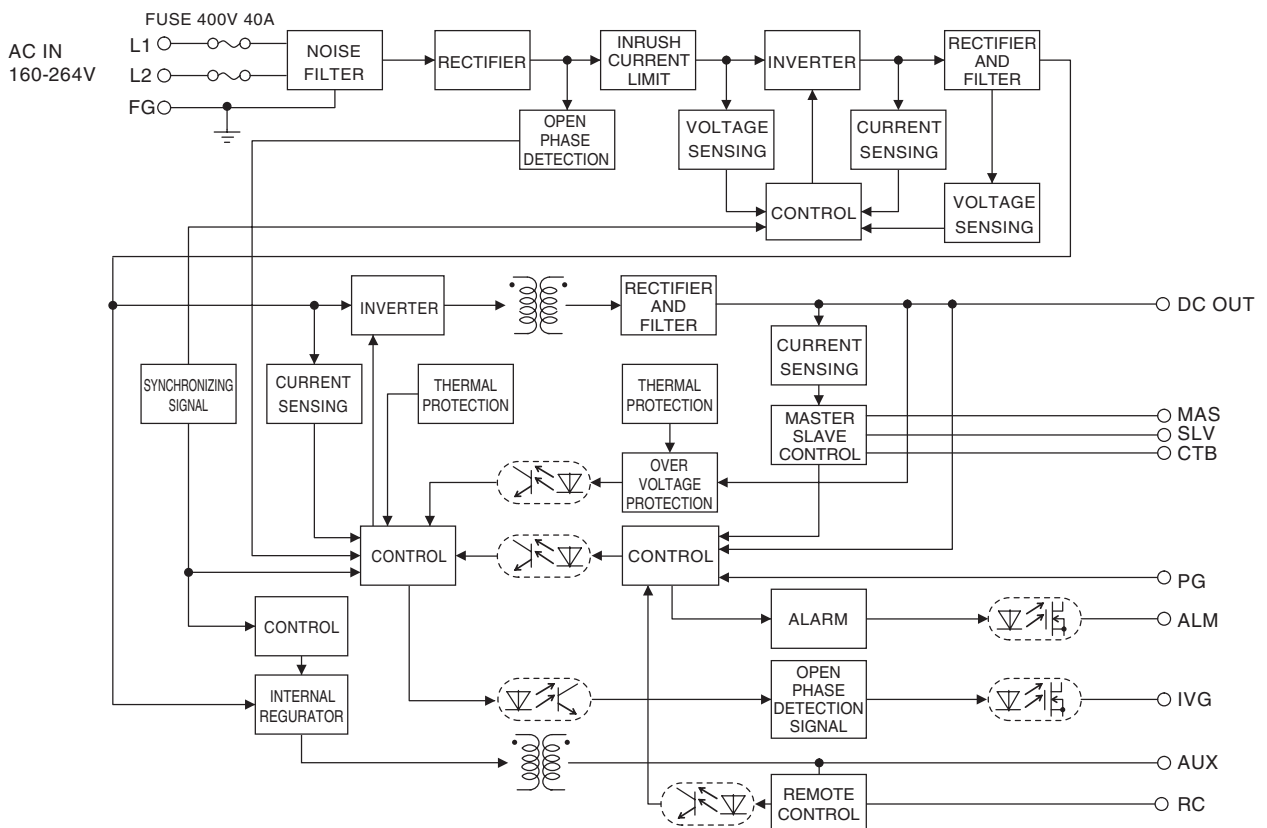 FUSE 400V 40A
AC IN
160-264V
L1
L2
FG
NOISE
FILTER
RECTIFIER
INRUSH
CURRENT
LIMIT
INVERTER
RECTIFIER
AND
FILTER
OPEN
PHASE
DETECTION
VOLTAGE
SENSING
CURRENT
SENSING
CONTROL
VOLTAGE
SENSING
INVERTER
RECTIFIER
AND
FILTER
DC OUT
SYNCHRONIZING
SIGNAL
CURRENT
SENSING
THERMAL
PROTECTION
THERMAL
PROTECTION
CURRENT
SENSING
MASTER
SLAVE
CONTROL
MAS
SLV
CTB
OVER
VOLTAGE
PROTECTION
CONTROL
CONTROL
PG
CONTROL
ALARM
ALM
INTERNAL
REGURATOR
OPEN
PHASE
DETECTION
SIGNAL
IVG
AUX
REMOTE
CONTROL
RC